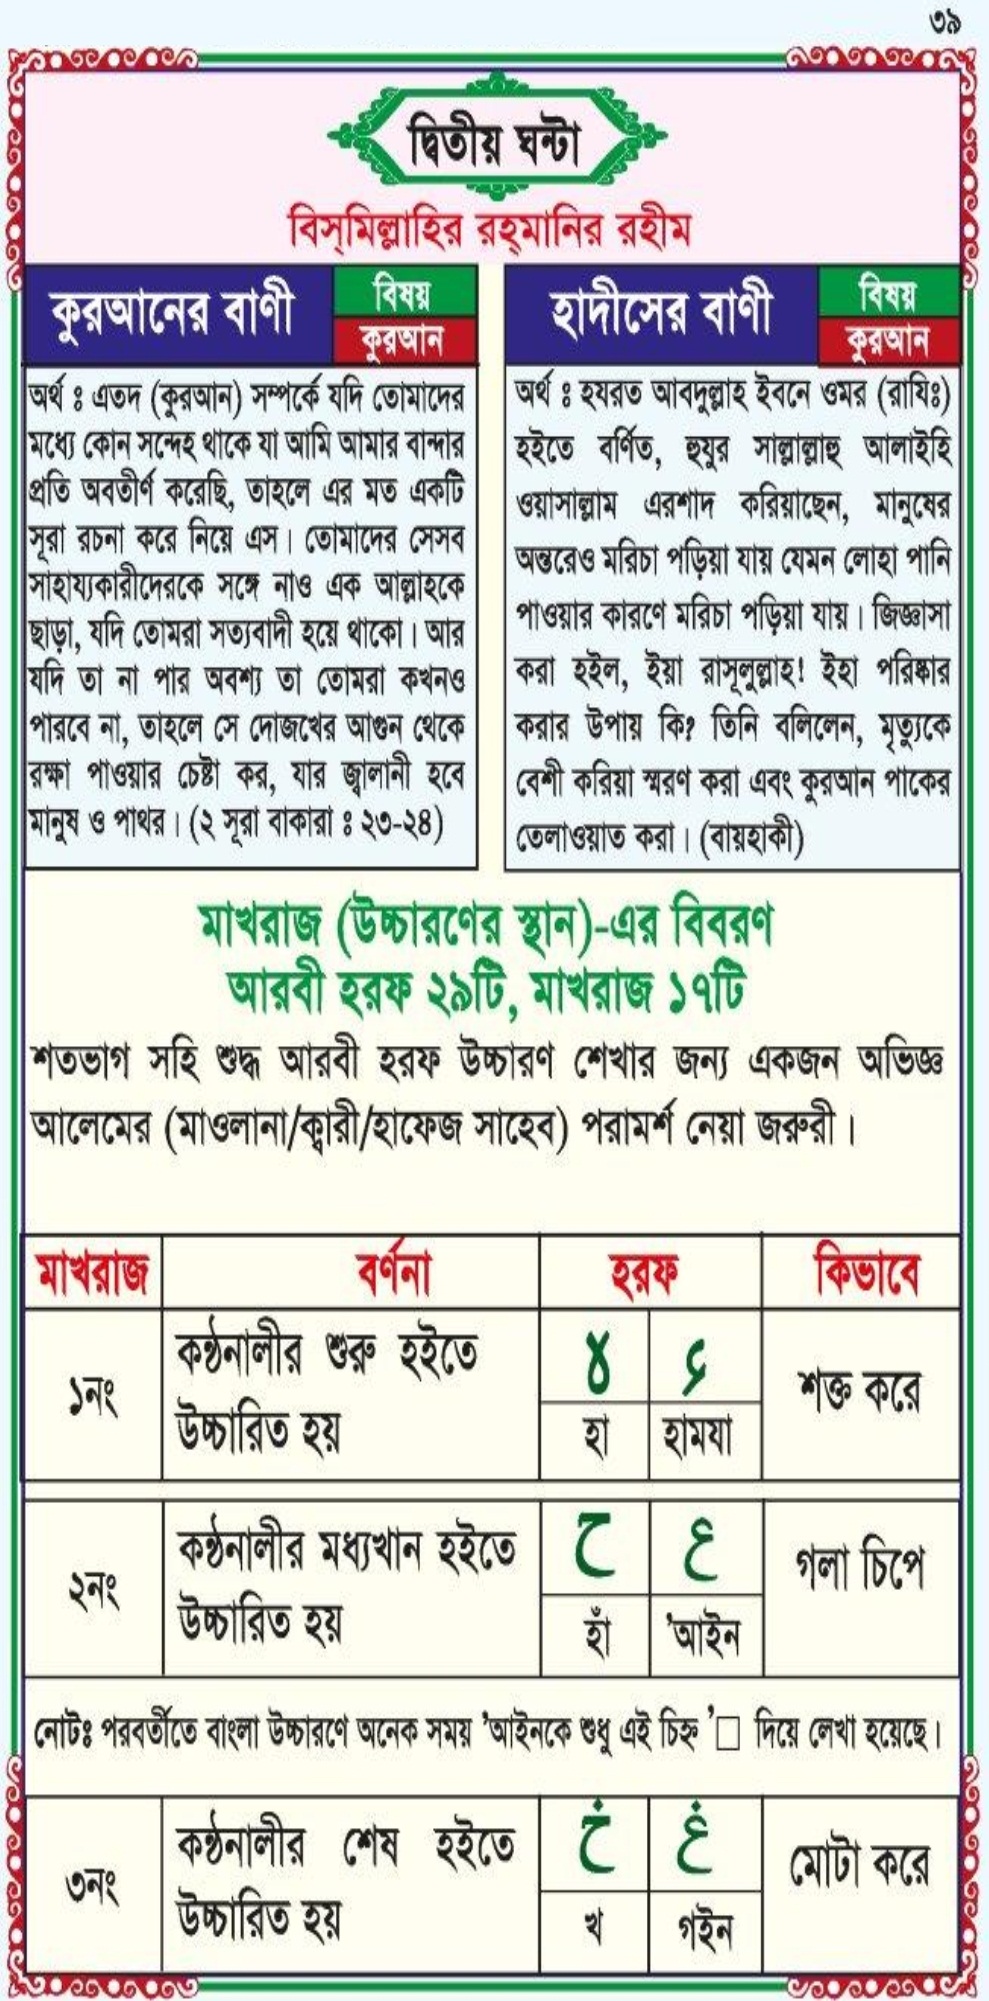 ৩৯
দ্বিতীয় ঘন্টা
বিস্‌মিল্লাহির রহ্‌মানির রহীম
কুরআনের বাণী
বিষয়
কুরআন
অর্থ ঃ এতদ (কুরআন) সম্পর্কে যদি তোমাদের
মধ্যে কোন সন্দেহ থাকে যা আমি আমার বান্দার
প্রতি অবতীর্ণ করেছি, তাহলে এর মত একটি
সূরা রচনা করে নিয়ে এস। তোমাদের সেসব
সাহায্যকারীদেরকে সঙ্গে নাও এক আল্লাহকে
ছাড়া, যদি তোমরা সত্যবাদী হয়ে থাকো। আর
যদি তা না পার অবশ্য তা তোমরা কখনও
পারবে না, তাহলে সে দোজখের আগুন থেকে
রক্ষা পাওয়ার চেষ্টা কর, যার জ্বালানী হবে
মানুষ ও পাথর। (২ সূরা বাকারা ঃ ২৩-২৪)
হাদীসের বাণী
বিষয়
কুরআন
অর্থ ঃ হযরত আবদুল্লাহ ইবনে ওমর (রাযিঃ)
হইতে বর্ণিত, হুযুর সাল্লাল্লাহু আলাইহি
ওয়াসাল্লাম এরশাদ করিয়াছেন, মানুষের
অন্তরেও মরিচা পড়িয়া যায় যেমন লোহা পানি
পাওয়ার কারণে মরিচা পড়িয়া যায়। জিজ্ঞাসা
করা হইল, ইয়া রাসূলুল্লাহ! ইহা পরিষ্কার
করার উপায় কি? তিনি বলিলেন, মৃত্যুকে
বেশী করিয়া স্মরণ করা এবং কুরআন পাকের
তেলাওয়াত করা। (বায়হাকী)
মাখরাজ (উচ্চারণের স্থান)-এর বিবরণ
আরবী হরফ ২৯টি, মাখরাজ ১৭টি
শতভাগ সহি শুদ্ধ আরবী হরফ উচ্চারণ শেখার জন্য একজন অভিজ্ঞ
আলেমের (মাওলানা/ক্বারী/হাফেজ সাহেব) পরামর্শ নেয়া জরুরী।
মাখরাজ বর্ণনা হরফ কিভাবে
১নং
কন্ঠনালীর শুরু হইতে
উচ্চারিত হয়
ه ء
হা হামযা
শক্ত করে
২নং
কন্ঠনালীর মধ্যখান হইতে
উচ্চারিত হয়
ح ع
হাঁ 'আইন
গলা চিপে
নোটঃ পরবর্তীতে বাংলা উচ্চারণে অনেক সময় 'আইনকে শুধু এই চিহ্ন '□ দিয়ে লেখা হয়েছে।
৩নং
কন্ঠনালীর শেষ হইতে
উচ্চারিত হয়
خ غ
খ গইন
মোটা করে